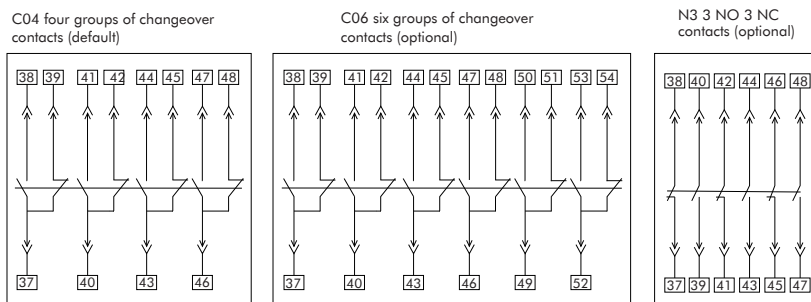 C04 four groups of changeover
contacts (default)
38 39 41 42 44 45 47 48
37 40 43 46
C06 six groups of changeover
contacts (optional)
38 39 41 42 44 45 47 48 50 51 53 54
37 40 43 46 49 52
N3 3 NO 3 NC
contacts (optional)
38 40 42 44 46 48
37 39 41 43 45 47